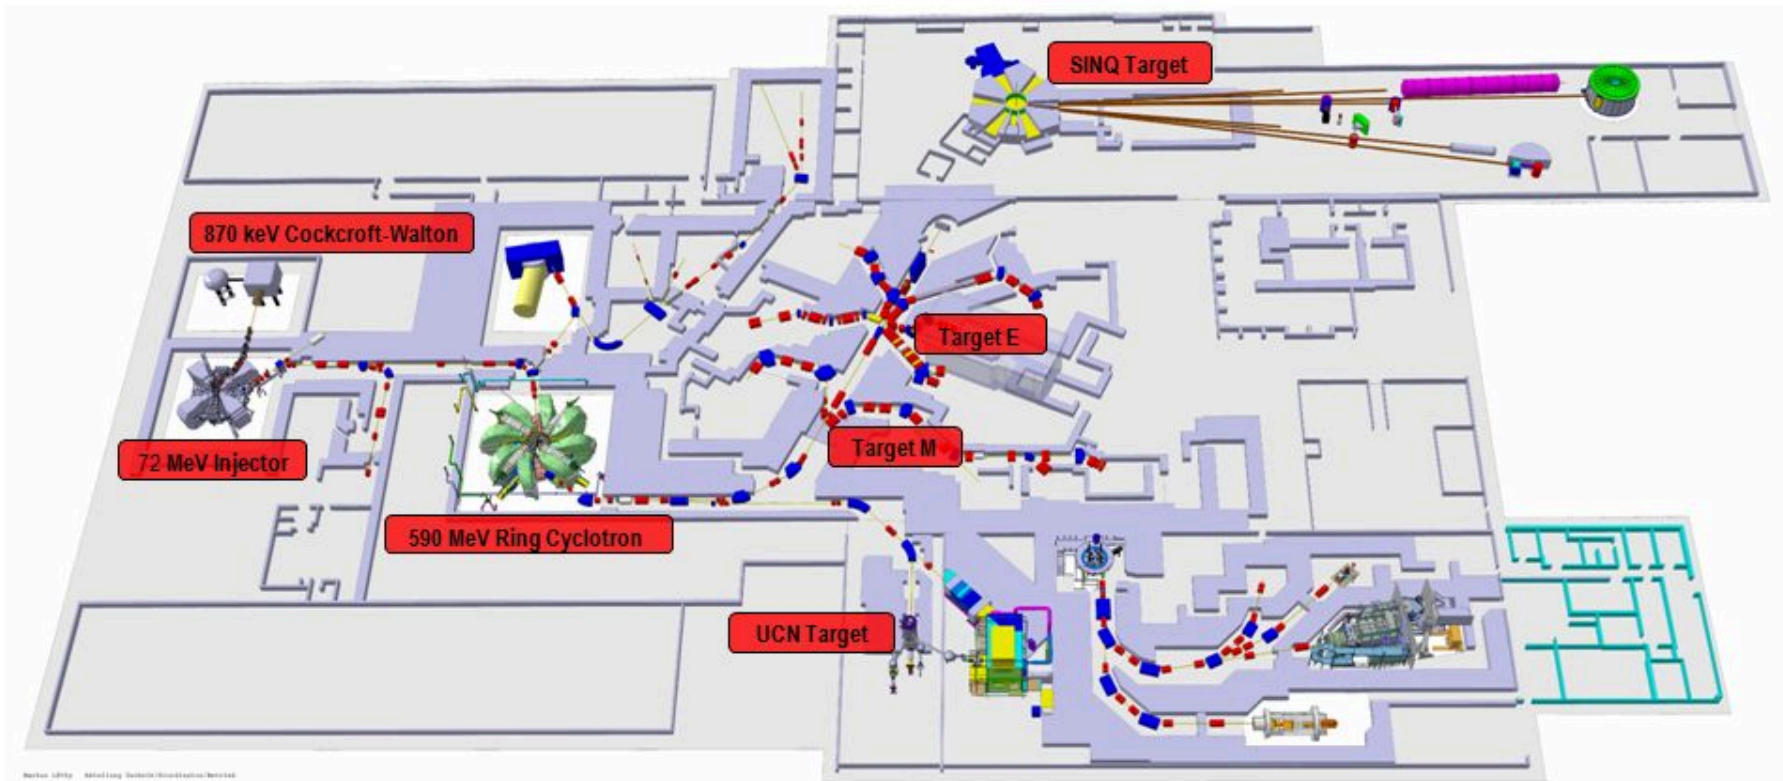 SINQ Target
870 keV Cockcroft-Walton
Target E
Target M
72 MeV Injector
590 MeV Ring Cyclotron
UCN Target